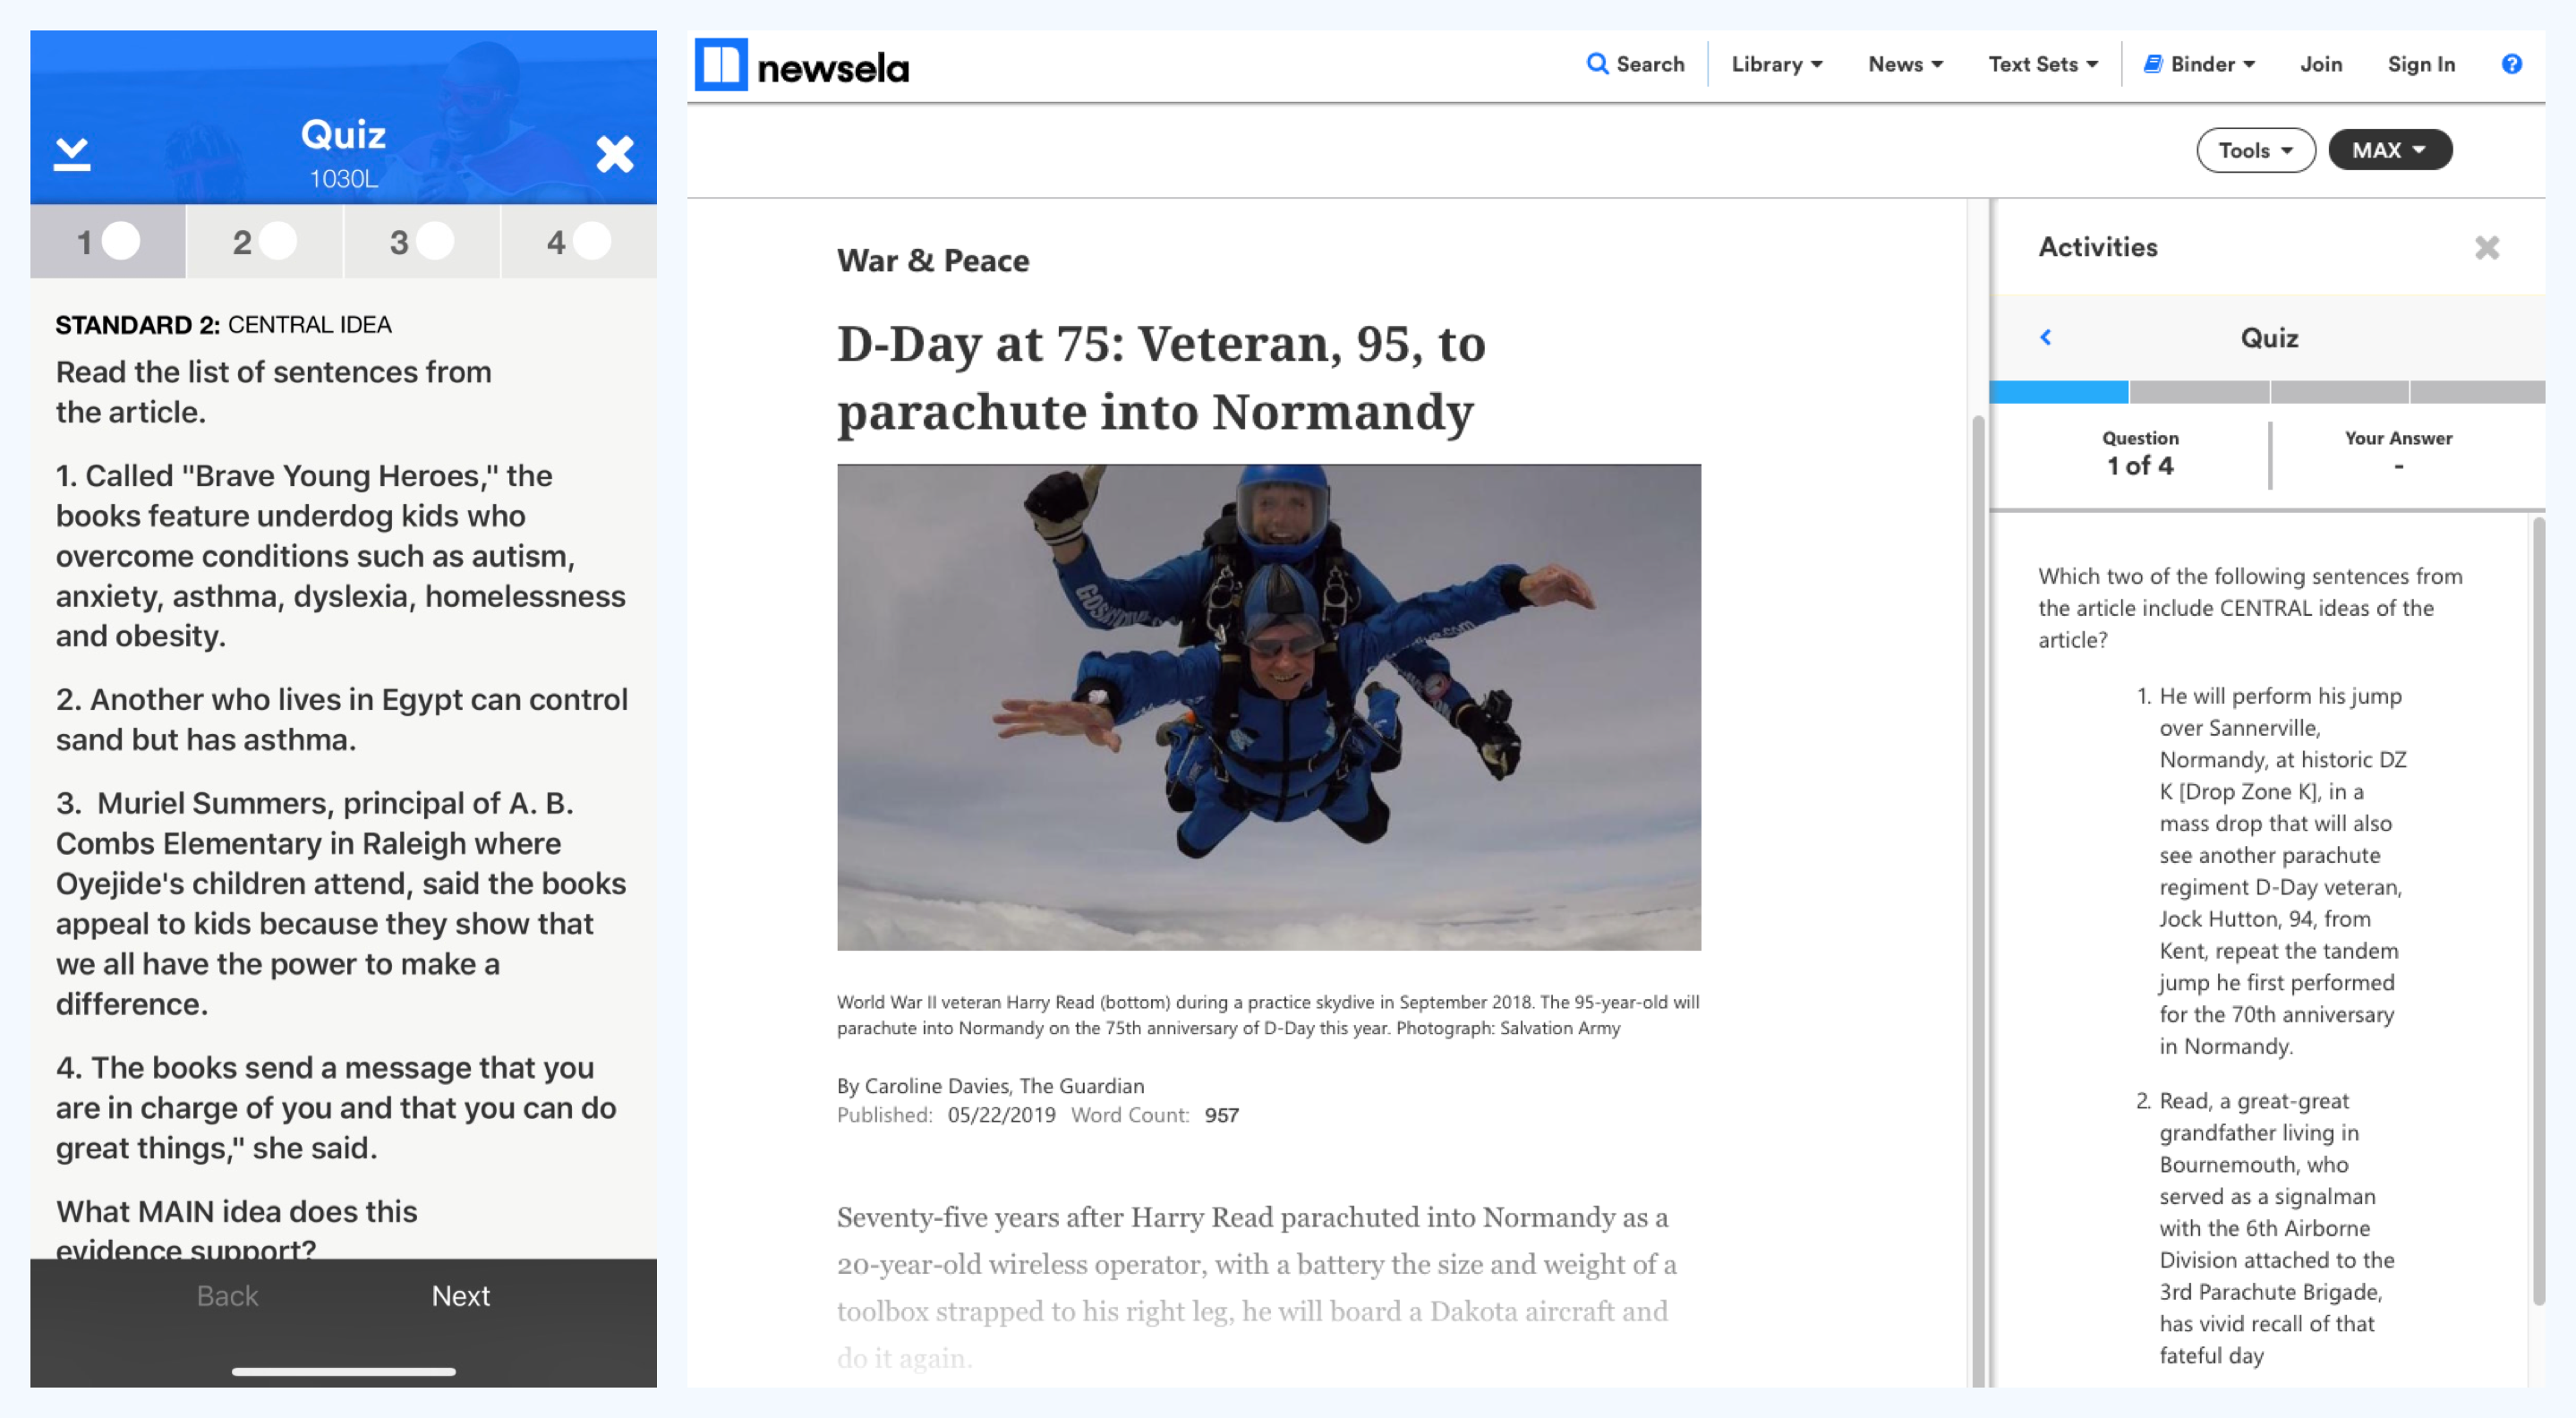 Quiz
1030L
1
2
3
4
STANDARD 2: CENTRAL IDEA
Read the list of sentences from
the article.
1. Called "Brave Young Heroes," the
books feature underdog kids who
overcome conditions such as autism,
anxiety, asthma, dyslexia, homelessness
and obesity.
2. Another who lives in Egypt can control
sand but has asthma.
3. Muriel Summers, principal of A. B.
Combs Elementary in Raleigh where
Oyejide's children attend, said the books
appeal to kids because they show that
we all have the power to make a
difference.
4. The books send a message that you
are in charge of you and that you can do
great things," she said.
What MAIN idea does this
evidence support?
Back
Next
newsela
Search
Library
News
Text Sets
Binder
Join
Sign In
?
Tools
MAX
War & Peace
D-Day at 75: Veteran, 95, to
parachute into Normandy
World War II veteran Harry Read (bottom) during a practice skydive in September 2018. The 95-year-old will
parachute into Normandy on the 75th anniversary of D-Day this year. Photograph: Salvation Army
By Caroline Davies, The Guardian
Published: 05/22/2019 Word Count: 957
Seventy-five years after Harry Read parachuted into Normandy as a
20-year-old wireless operator, with a battery the size and weight of a
toolbox strapped to his right leg, he will board a Dakota aircraft and
do it again.
Activities
Quiz
Question
1 of 4
Your Answer
-
Which two of the following sentences from
the article include CENTRAL ideas of the
article?
1. He will perform his jump
over Sannerville,
Normandy, at historic DZ
K [Drop Zone K], in a
mass drop that will also
see another parachute
regiment D-Day veteran,
Jock Hutton, 94, from
Kent, repeat the tandem
jump he first performed
for the 70th anniversary
in Normandy.
2. Read, a great-great
grandfather living in
Bournemouth, who
served as a signalman
with the 6th Airborne
Division attached to the
3rd Parachute Brigade,
has vivid recall of that
fateful day